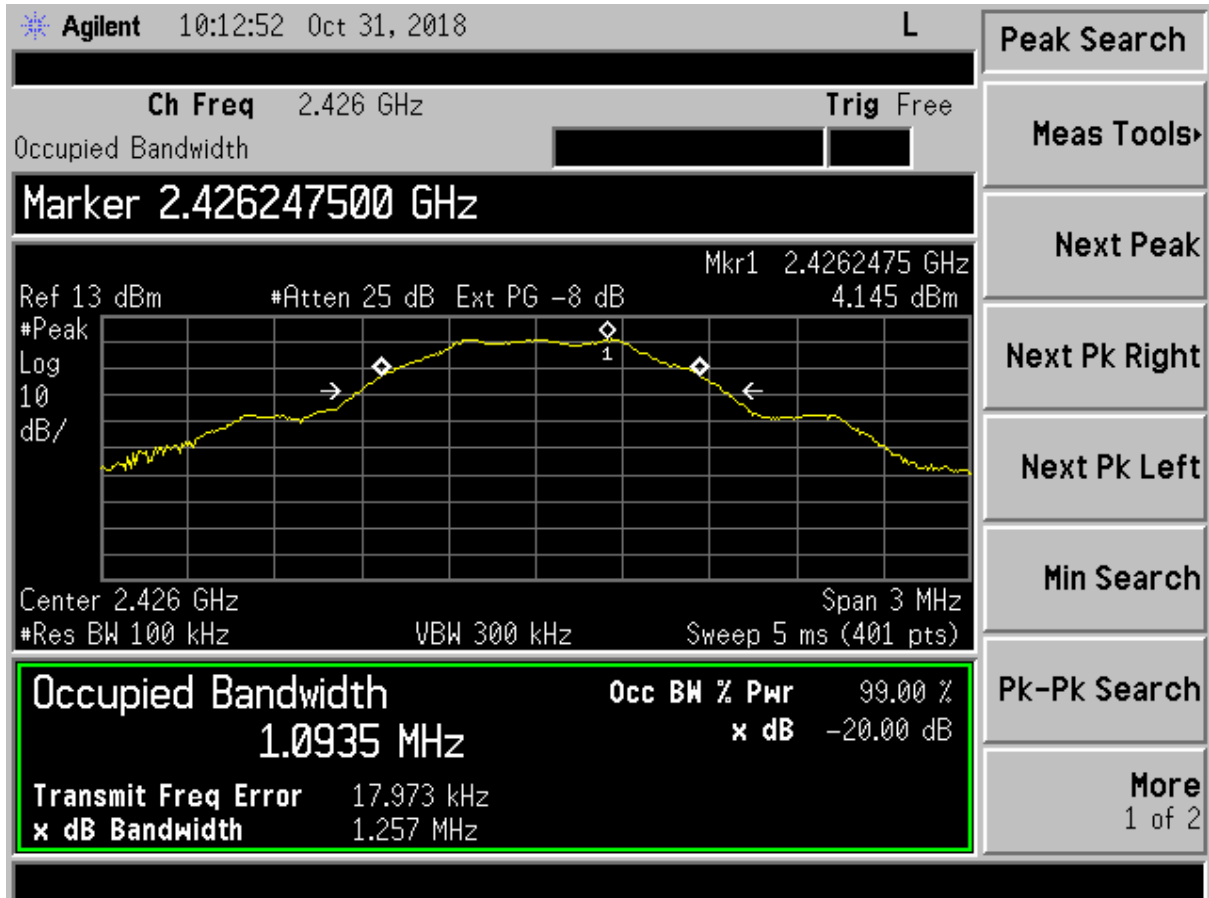 Agilent 10:12:52 Oct 31, 2018 L
Peak Search
Ch Freq 2.426 GHz Trig Free
Occupied Bandwidth
Meas Tools
Marker 2.426247500 GHz
Next Peak
Mkr1 2.4262475 GHz
Ref 13 dBm #Atten 25 dB Ext PG -8 dB 4.145 dBm
#Peak
Log
10
dB/
1
Next Pk Right
Next Pk Left
Center 2.426 GHz Span 3 MHz
#Res BW 100 kHz VBW 300 kHz Sweep 5 ms (401 pts)
Min Search
Occupied Bandwidth Occ BW % Pwr 99.00 %
1.0935 MHz x dB -20.00 dB
Pk-Pk Search
Transmit Freq Error 17.973 kHz
x dB Bandwidth 1.257 MHz
More
1 of 2